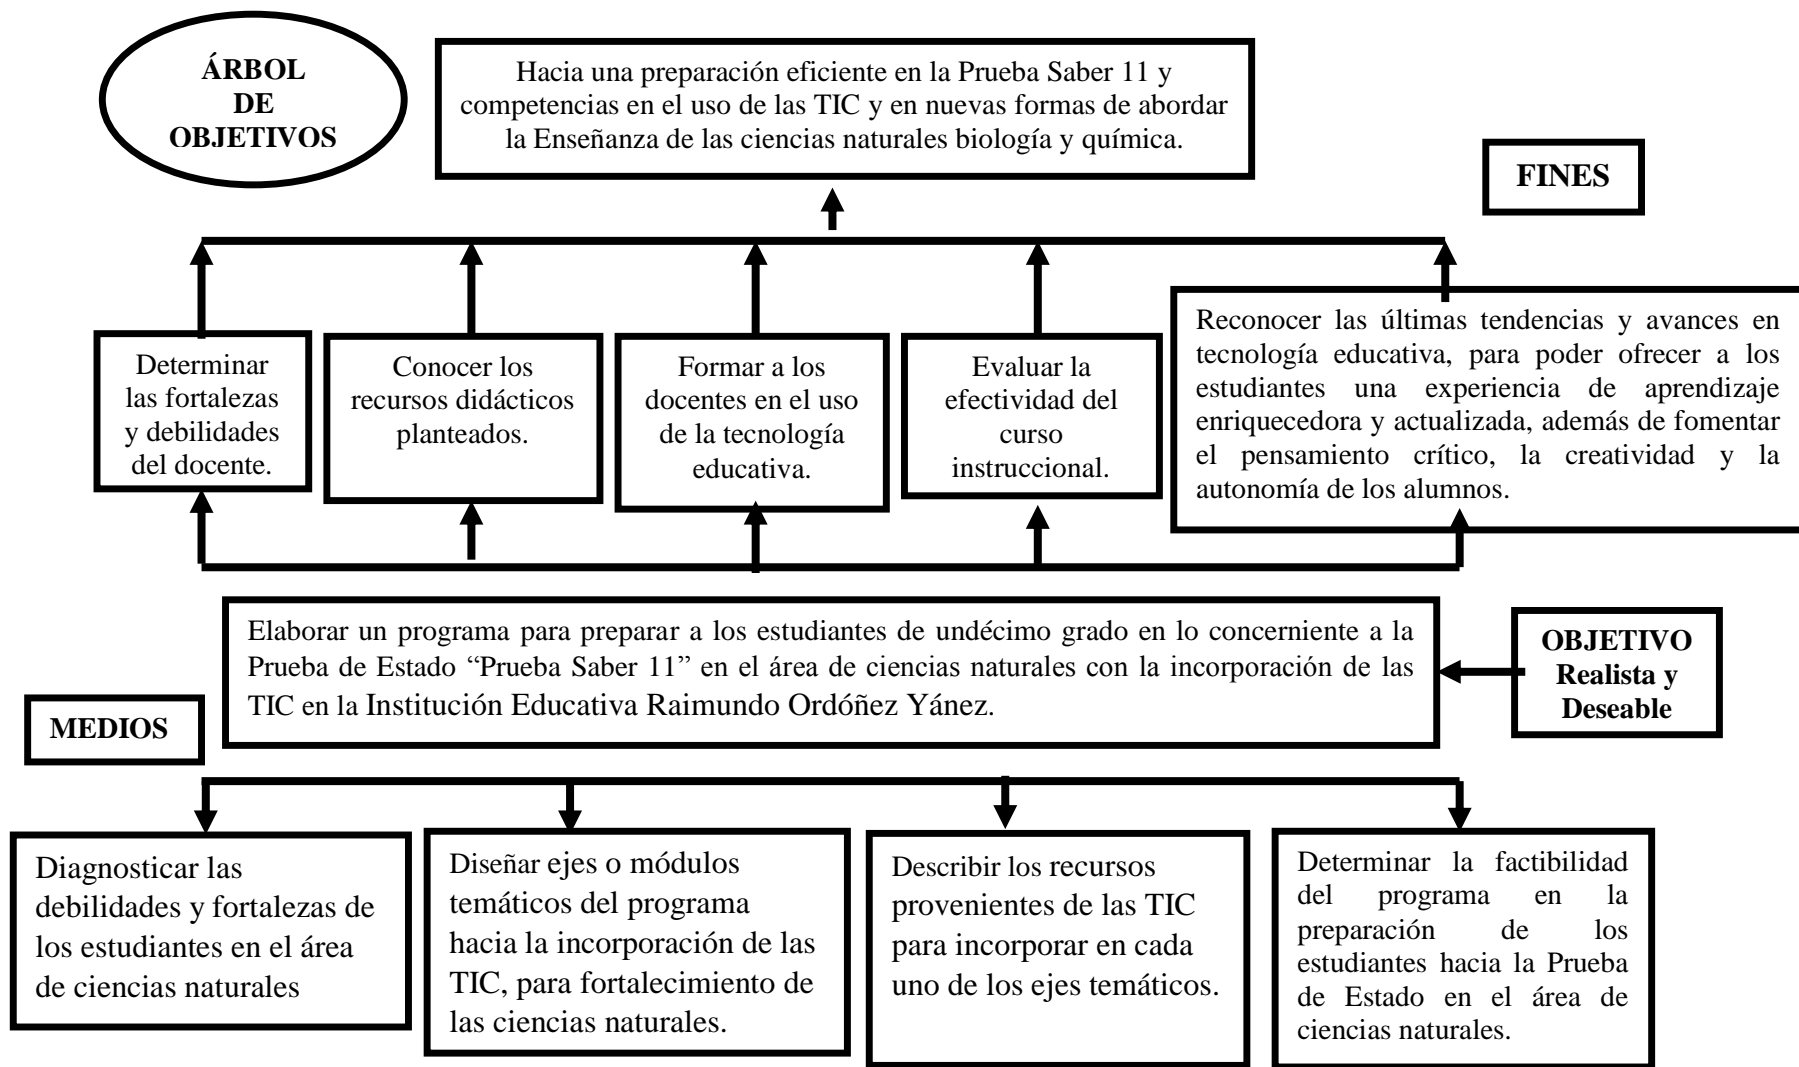 ÁRBOL
DE
OBJETIVOS
Hacia una preparación eficiente en la Prueba Saber 11 y
competencias en el uso de las TIC y en nuevas formas de abordar
la Enseñanza de las ciencias naturales biología y química.
FINES
Determinar
las fortalezas
y debilidades
del docente.
Conocer los
recursos didácticos
planteados.
Formar a los
docentes en el uso
de la tecnología
educativa.
Evaluar la
efectividad del
curso
instruccional.
Reconocer las últimas tendencias y avances en
tecnología educativa, para poder ofrecer a los
estudiantes una experiencia de aprendizaje
enriquecedora y actualizada, además de fomentar
el pensamiento crítico, la creatividad y la
autonomía de los alumnos.
Elaborar un programa para preparar a los estudiantes de undécimo grado en lo concerniente a la
Prueba de Estado “Prueba Saber 11” en el área de ciencias naturales con la incorporación de las
TIC en la Institución Educativa Raimundo Ordóñez Yánez.
OBJETIVO
Realista y
Deseable
MEDIOS
Diagnosticar las
debilidades y fortalezas de
los estudiantes en el área
de ciencias naturales
Diseñar ejes o módulos
temáticos del programa
hacia la incorporación de las
TIC, para fortalecimiento de
las ciencias naturales.
Describir los recursos
provenientes de las TIC
para incorporar en cada
uno de los ejes temáticos.
Determinar la factibilidad
del programa en la
preparación de los
estudiantes hacia la Prueba
de Estado en el área de
ciencias naturales.